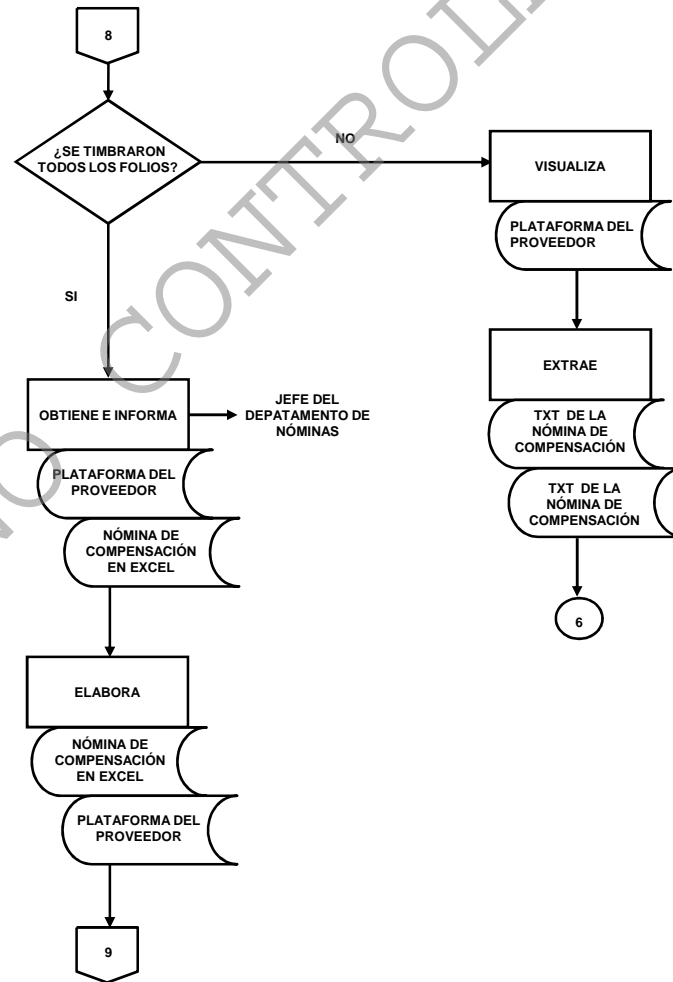 8
¿SE TIMBRARON
TODOS LOS FOLIOS?
NO
SI
VISUALIZA
PLATAFORMA DEL
PROVEEDOR
EXTRAE
TXT DE LA
NÓMINA DE
COMPENSACIÓN
TXT DE LA
NÓMINA DE
COMPENSACIÓN
6
OBTIENE E INFORMA
JEFE DEL
DEPATAMENTO DE
NÓMINAS
PLATAFORMA DEL
PROVEEDOR
NÓMINA DE
COMPENSACIÓN
EN EXCEL
ELABORA
NÓMINA DE
COMPENSACIÓN
EN EXCEL
PLATAFORMA DEL
PROVEEDOR
9
NO CONTROL